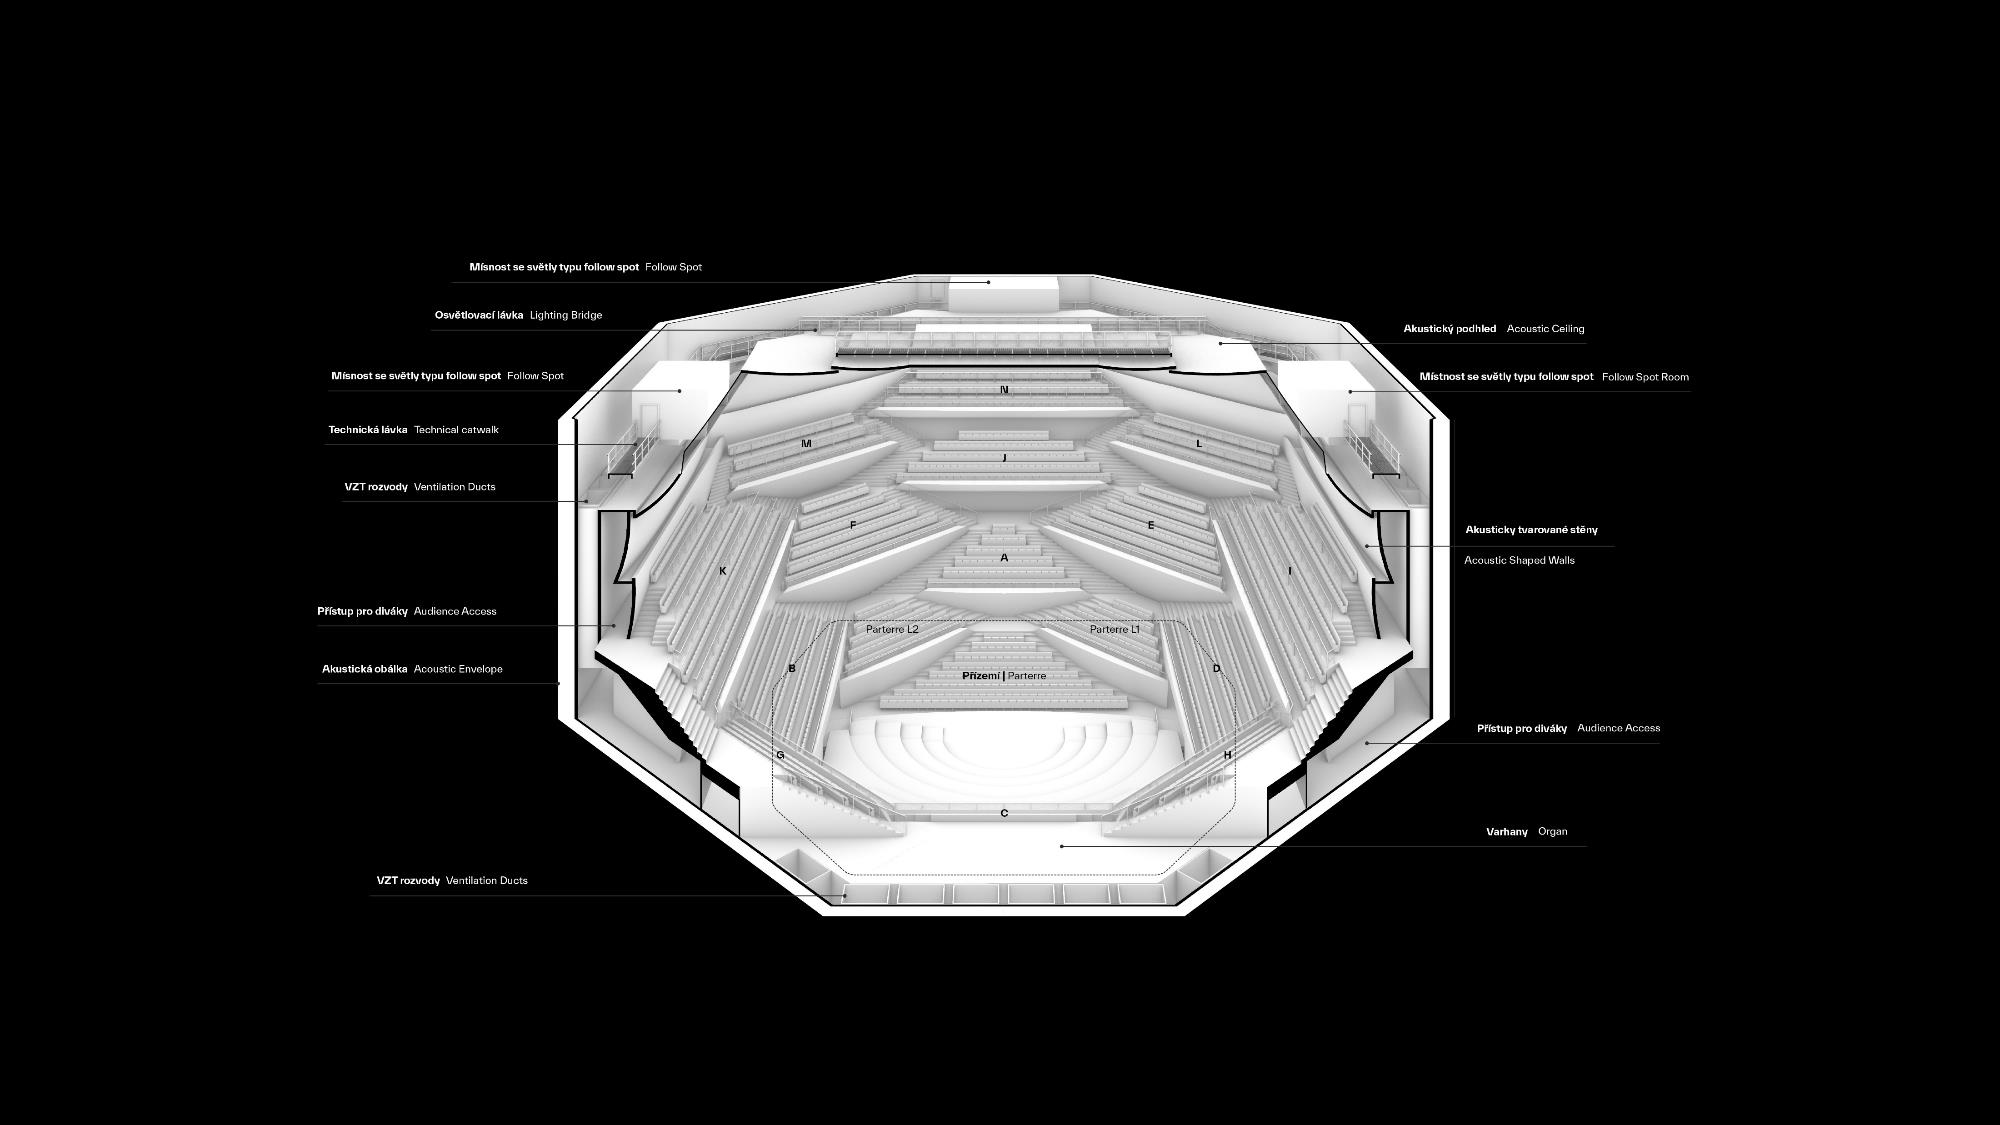 Mísnost se světly typu follow spot Follow Spot
Osvětlovací lávka Lighting Bridge
Akustický podhled Acoustic Ceiling
Mísnost se světly typu follow spot Follow Spot
Místnost se světly typu follow spot Follow Spot Room
N
Technická lávka Technical catwalk
M
L
J
VZT rozvody Ventilation Ducts
F
E
Akusticky tvarované stěny
Acoustic Shaped Walls
A
K
I
Přístup pro diváky Audience Access
Parterre L2
Parterre L1
Akustická obálka Acoustic Envelope
B
D
Přízemí | Parterre
Přístup pro diváky Audience Access
G
H
C
Varhany Organ
VZT rozvody Ventilation Ducts